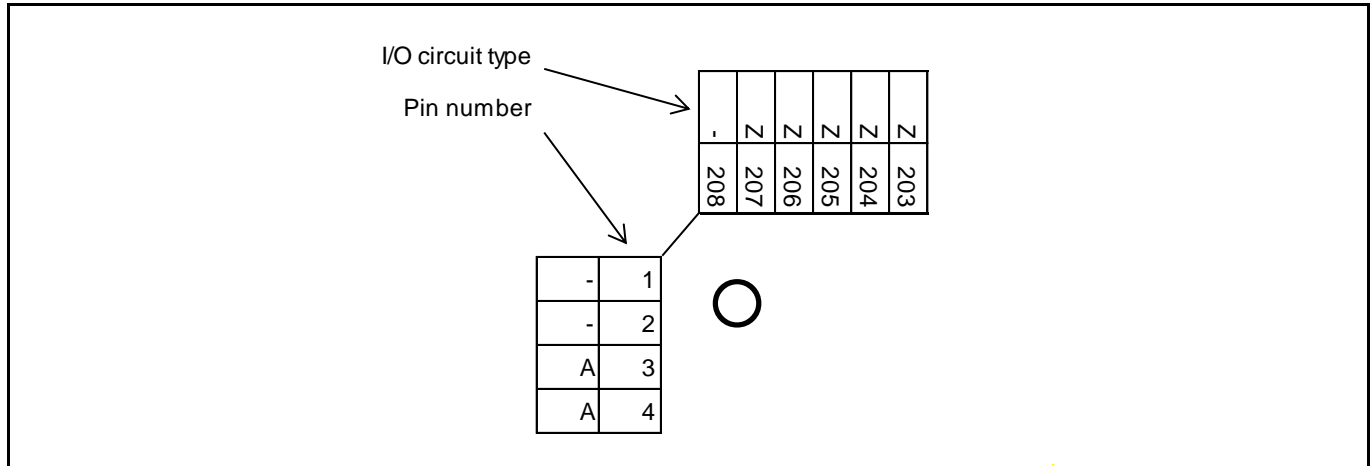 I/O circuit type
Pin number
- Z Z Z Z Z
208 207 206 205 204 203
- 1
- 2
A 3
A 4